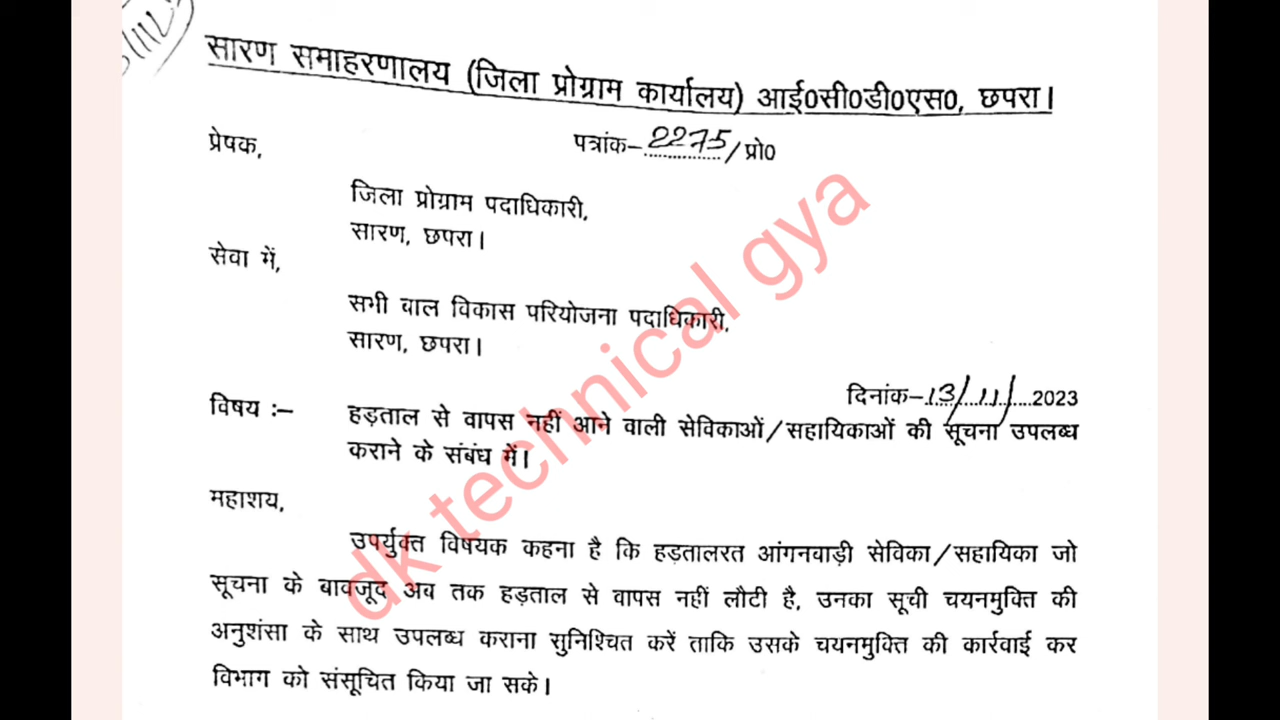 सारण समाहरणालय (जिला प्रोग्राम कार्यालय) आई0सी0डी0एस0, छपरा।
प्रेषक,
पत्रांक–2275/प्रो0
जिला प्रोग्राम पदाधिकारी,
सारण, छपरा।
सेवा में,
सभी बाल विकास परियोजना पदाधिकारी,
सारण, छपरा।
दिनांक–13/11/2023
विषय :– हड़ताल से वापस नहीं आने वाली सेविकाओं/सहायिकाओं की सूचना उपलब्ध
कराने के संबंध में।
महाशय,
उपर्युक्त विषयक कहना है कि हड़तालरत आंगनवाड़ी सेविका/सहायिका जो
सूचना के बावजूद अब तक हड़ताल से वापस नहीं लौटी है, उनका सूची चयनमुक्ति की
अनुशंसा के साथ उपलब्ध कराना सुनिश्चित करें ताकि उसके चयनमुक्ति की कार्रवाई कर
विभाग को संसूचित किया जा सके।
dk technical gya